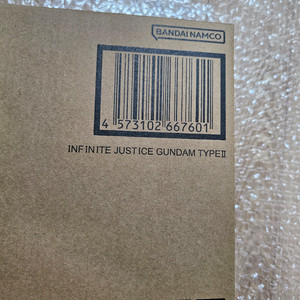 BANDAI NAMCO
4 573102 667601
INFINITE JUSTICE GUNDAM TYPEⅡ